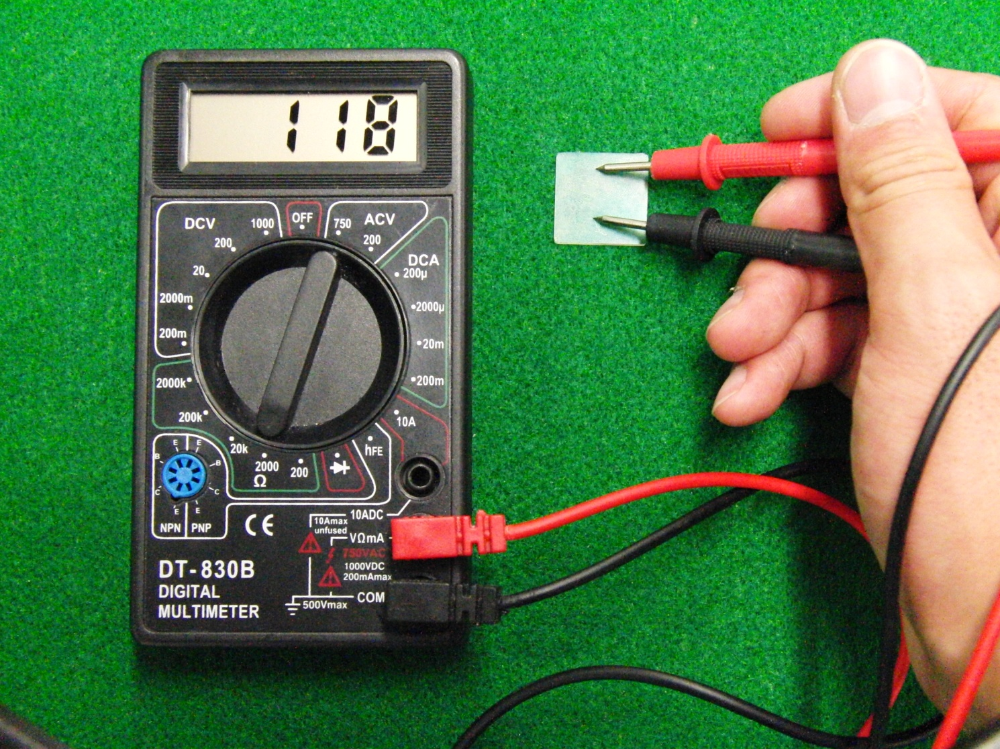 118
DCV
1000
OFF
750
ACV
200
200
DCA
20
200µ
2000m
2000µ
200m
20m
2000k
200m
200k
10A
20k
2000
200
hFE
Ω
E
E
B
B
C
C
E
E
NPN
PNP
CE
10ADC
10Amax
unfused
VΩmA
750VAC
1000VDC
200mAmax
COM
500Vmax
DT-830B
DIGITAL
MULTIMETER